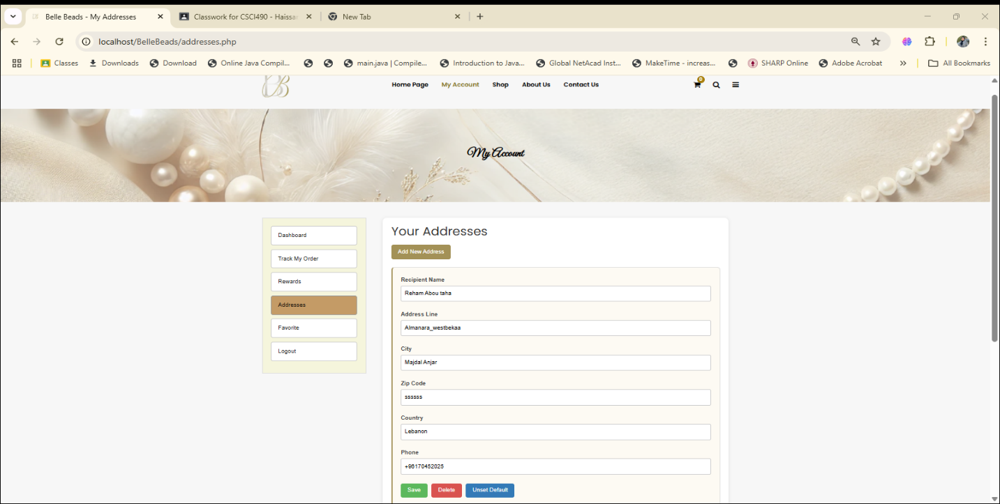 Belle Beads - My Addresses
Classwork for CSCI490 - Haissa
New Tab
localhost/BelleBeads/addresses.php
Classes
Downloads
Download
Online Java Compil...
main.java | Compile...
Introduction to Java...
Global NetAcad Inst...
MakeTime - increas...
SHARP Online
Adobe Acrobat
All Bookmarks
BB
Home Page
My Account
Shop
About Us
Contact Us
0
My Account
Dashboard
Track My Order
Rewards
Addresses
Favorite
Logout
Your Addresses
Add New Address
Recipient Name
Reham Abou taha
Address Line
Almanara_westbekaa
City
Majdal Anjar
Zip Code
ssssss
Country
Lebanon
Phone
+96170452025
Save
Delete
Unset Default